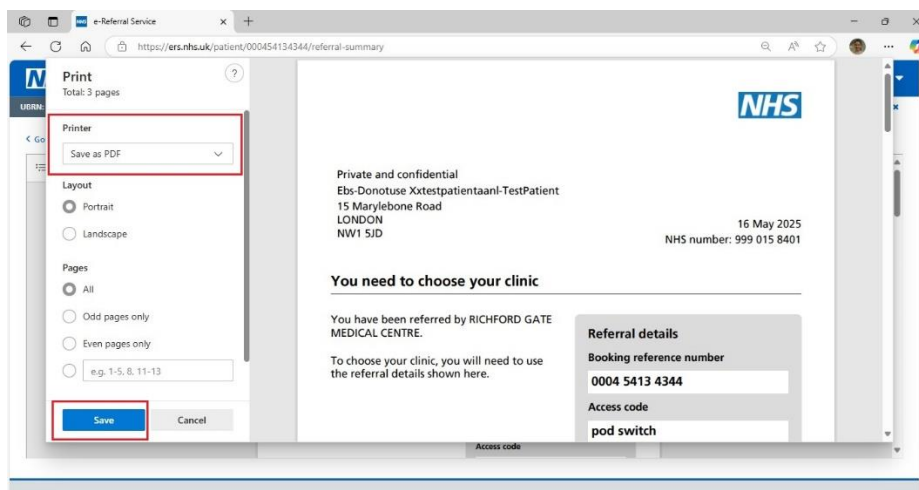 NHS e-Referral Service
https://ers.nhs.uk/patient/000454134344/referral-summary
N
UBRN:
Go
Print
Total: 3 pages
?
Printer
Save as PDF
Layout
Portrait
Landscape
Pages
All
Odd pages only
Even pages only
e.g. 1-5, 8, 11-13
Save Cancel
NHS
Private and confidential
Ebs-Donotuse Xxtestpatientaanl-TestPatient
15 Marylebone Road
LONDON
NW1 5JD
16 May 2025
NHS number: 999 015 8401
You need to choose your clinic
You have been referred by RICHFORD GATE
MEDICAL CENTRE.
To choose your clinic, you will need to use
the referral details shown here.
Referral details
Booking reference number
0004 5413 4344
Access code
pod switch
Access code